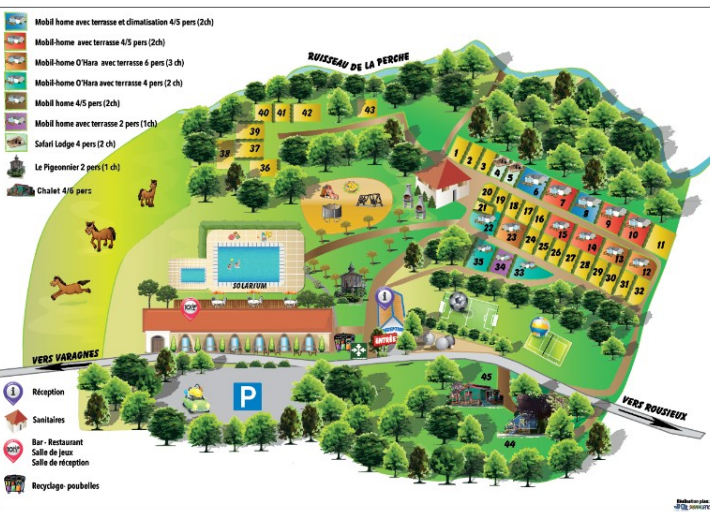 Mobil home avec terrasse et climatisation 4/5 pers (2ch)
Mobil-home avec terrasse 4/5 pers (2ch)
Mobil-home O'Hara avec terrasse 6 pers (3 ch)
Mobil-home O'Hara avec terrasse 4 pers (2 ch)
Mobil home 4/5 pers (2ch)
Mobil home avec terrasse 2 pers (1ch)
Safari Lodge 4 pers (2 ch)
Le Pigeonnier 2 pers (1 ch)
Chalet 4/6 pers
RUISSEAU DE LA PERCHE
40 41 42 43
39
38 37
36
1 2 3 4 5 6 7 8 9 10 11
20 19 18 17 16 15 14 13 12
21 22 23 24 25 26 27 28 29 30 31 32
35 34 33
SOLARIUM
RECEPTION
ENTRÉE
VERS VARAGNES
P
45
44
VERS ROUSIEUX
Réception
Sanitaires
Bar - Restaurant
Salle de jeux
Salle de réception
Recyclage- poubelles